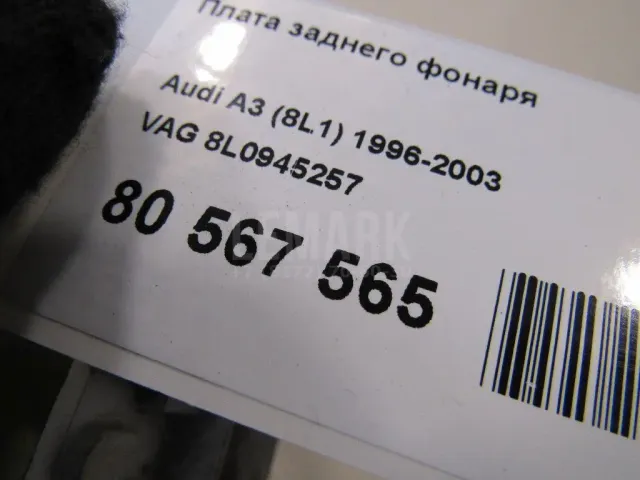 Плата заднего фонаря
Audi A3 (8L1) 1996-2003
VAG 8L0945257
80 567 565